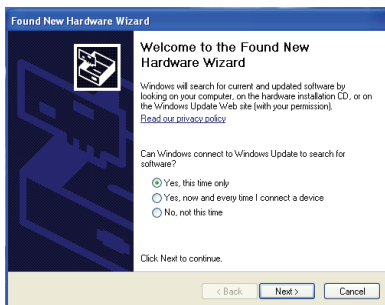 Found New Hardware Wizard
Welcome to the Found New
Hardware Wizard
Windows will search for current and updated software by
looking on your computer, on the hardware installation CD, or on
the Windows Update Web site (with your permission).
Read our privacy policy
Can Windows connect to Windows Update to search for
software?
Yes, this time only
Yes, now and every time I connect a device
No, not this time
Click Next to continue.
< Back
Next >
Cancel